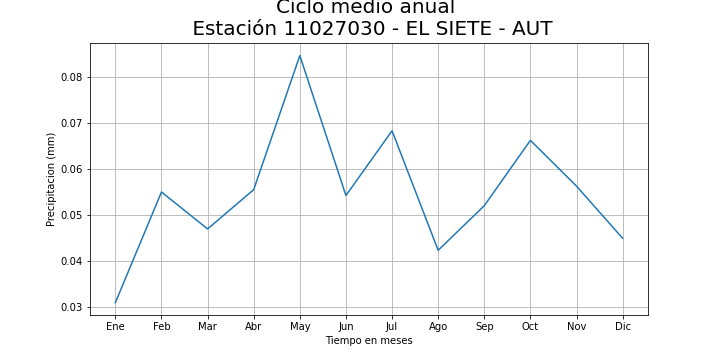 Ciclo medio anual
Estación 11027030 - EL SIETE - AUT
Precipitacion (mm)
0.08
0.07
0.06
0.05
0.04
0.03
Ene Feb Mar Abr May Jun Jul Ago Sep Oct Nov Dic
Tiempo en meses